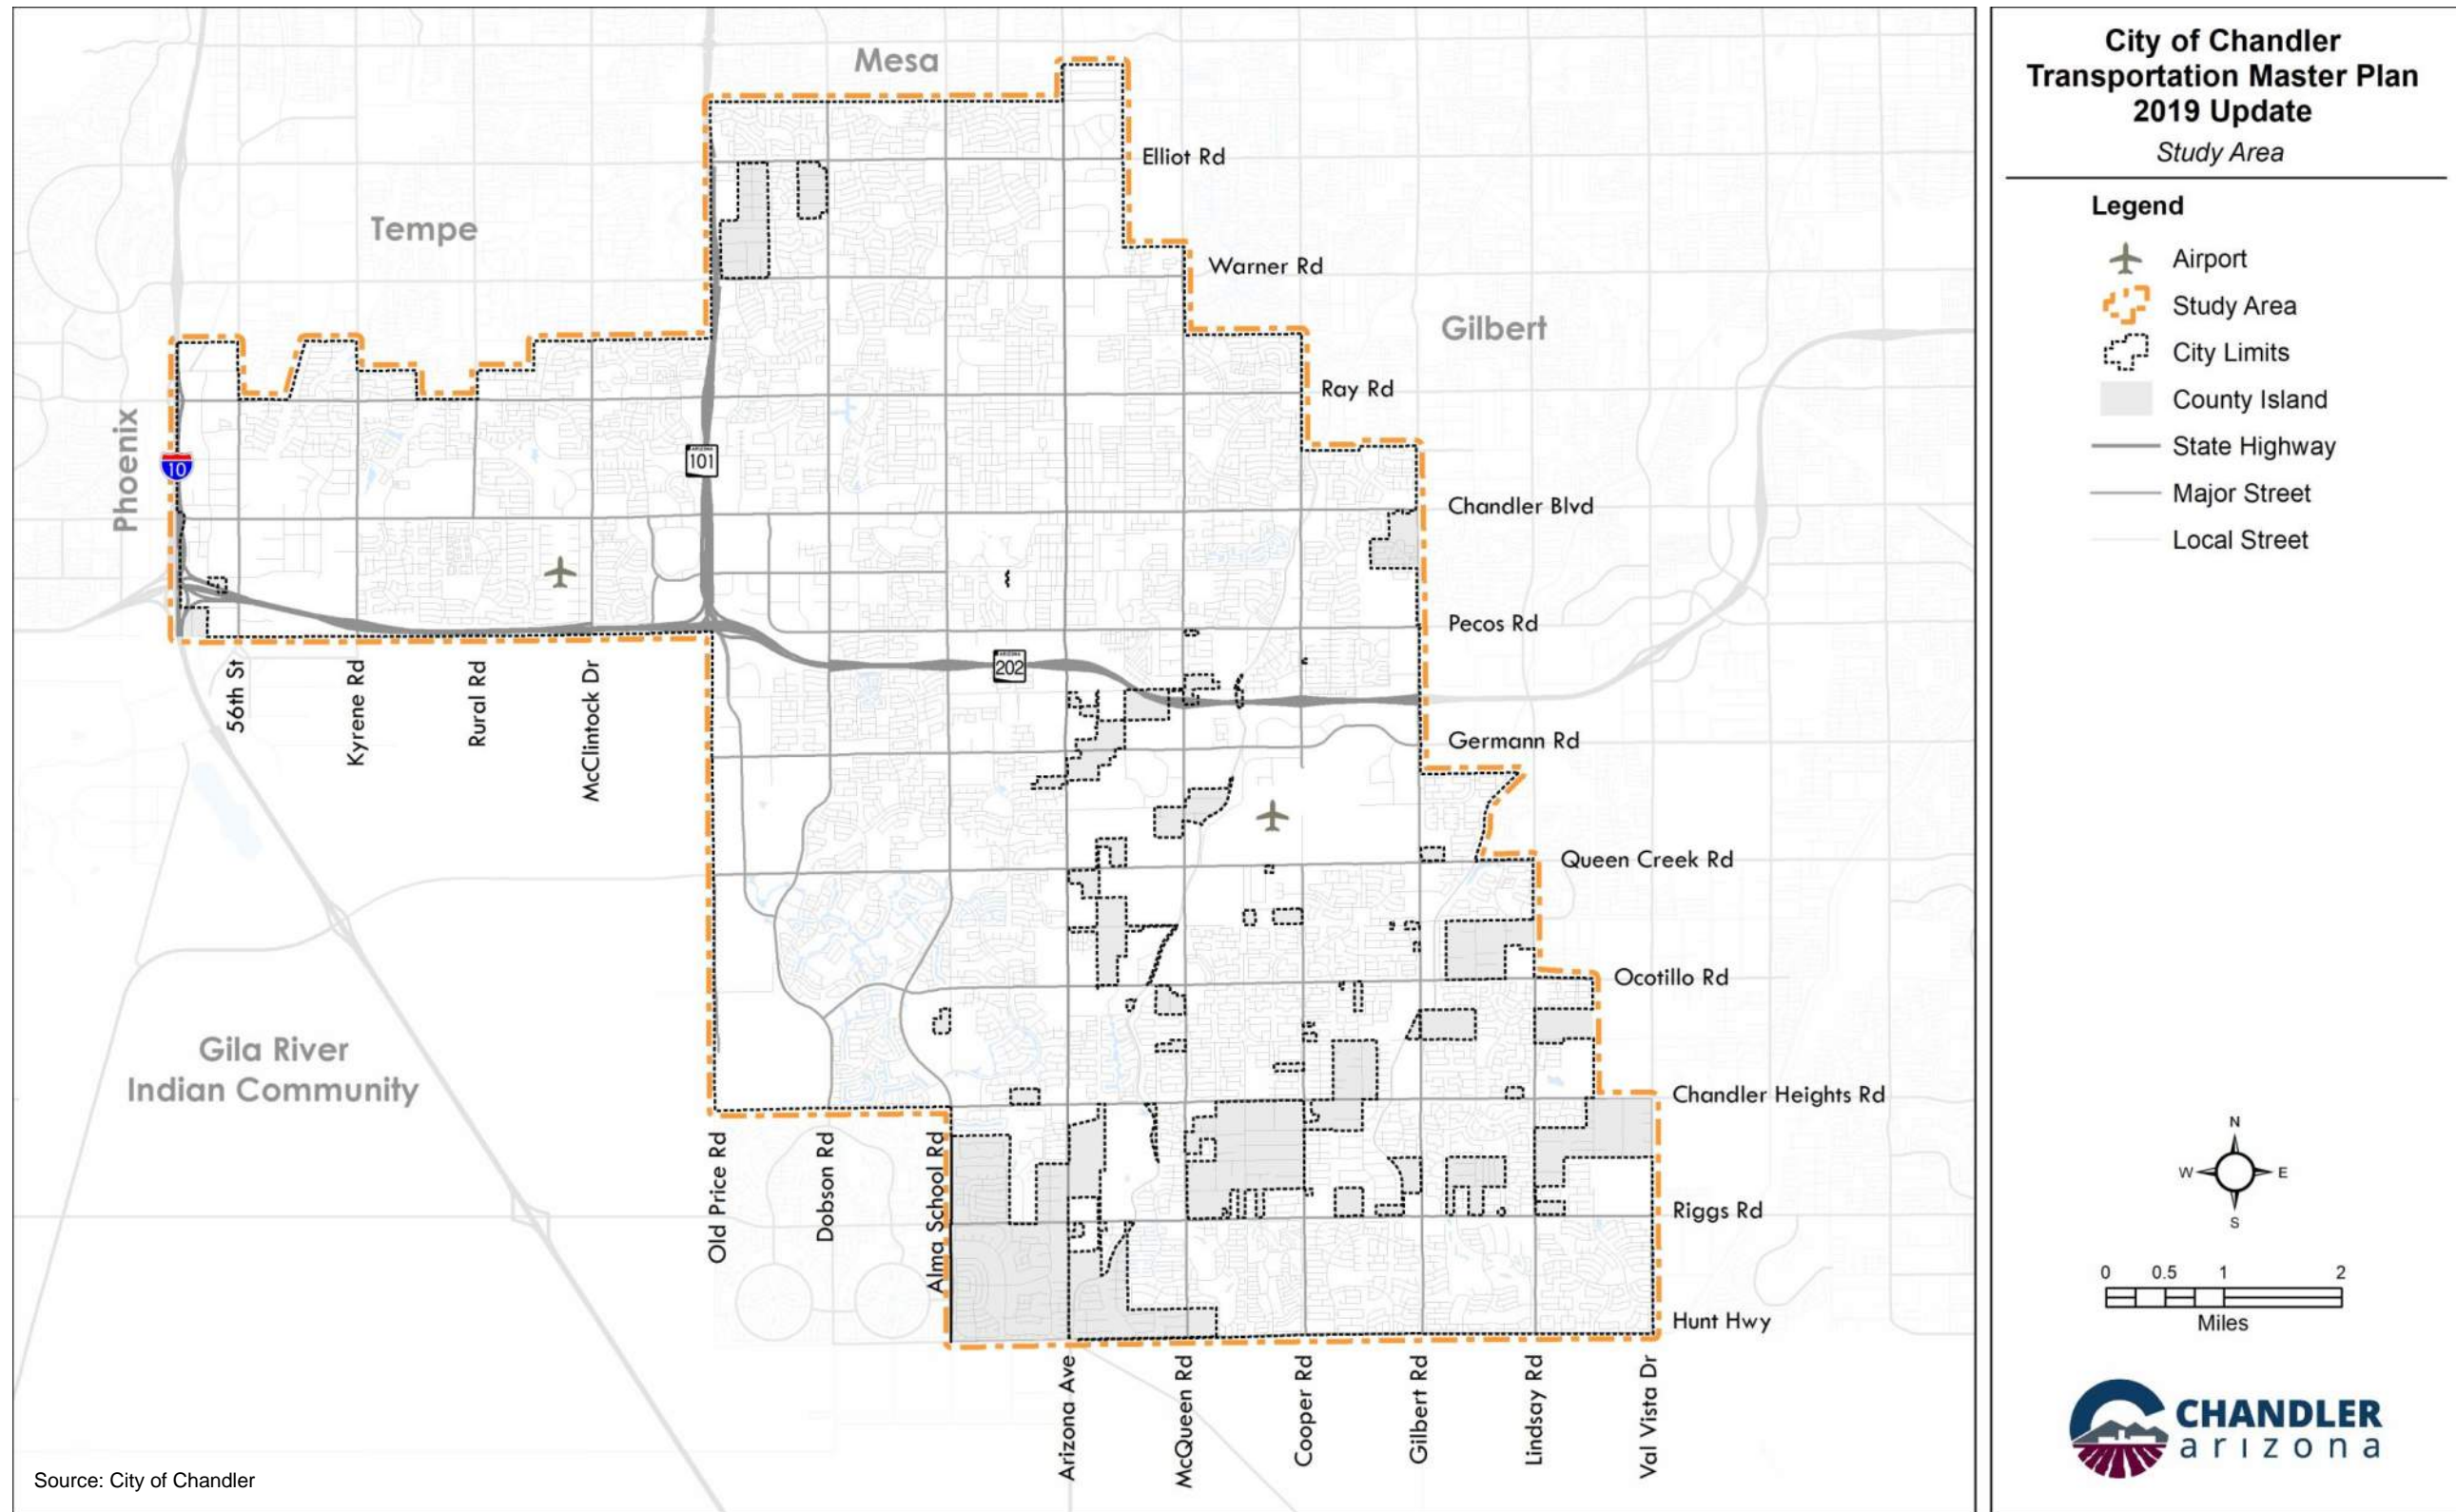 Mesa
Tempe
Phoenix
Gilbert
Gila River
Indian Community
10
ARIZONA
101
ARIZONA
202
Elliot Rd
Warner Rd
Ray Rd
Chandler Blvd
Pecos Rd
Germann Rd
Queen Creek Rd
Ocotillo Rd
Chandler Heights Rd
Riggs Rd
Hunt Hwy
56th St
Kyrene Rd
Rural Rd
McClintock Dr
Old Price Rd
Dobson Rd
Alma School Rd
Arizona Ave
McQueen Rd
Cooper Rd
Gilbert Rd
Lindsay Rd
Val Vista Dr
Source: City of Chandler
City of Chandler
Transportation Master Plan
2019 Update
Study Area
Legend
Airport
Study Area
City Limits
County Island
State Highway
Major Street
Local Street
N
W E
S
0 0.5 1 2
Miles
CHANDLER
arizona